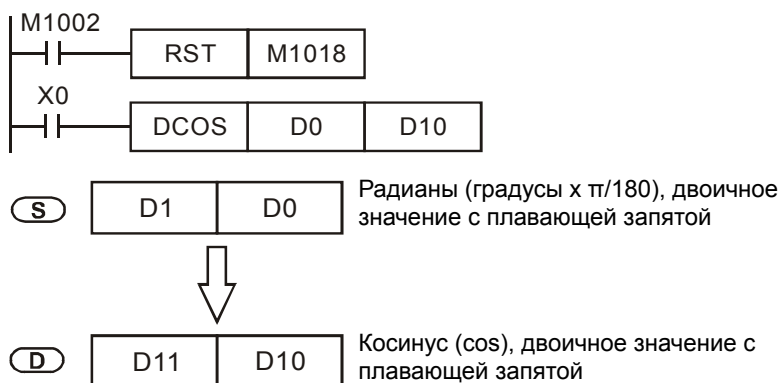 M1002
RST M1018
X0
DCOS D0 D10
S D1 D0 Радианы (градусы x π/180), двоичное
значение с плавающей запятой
D D11 D10 Косинус (cos), двоичное значение с
плавающей запятой